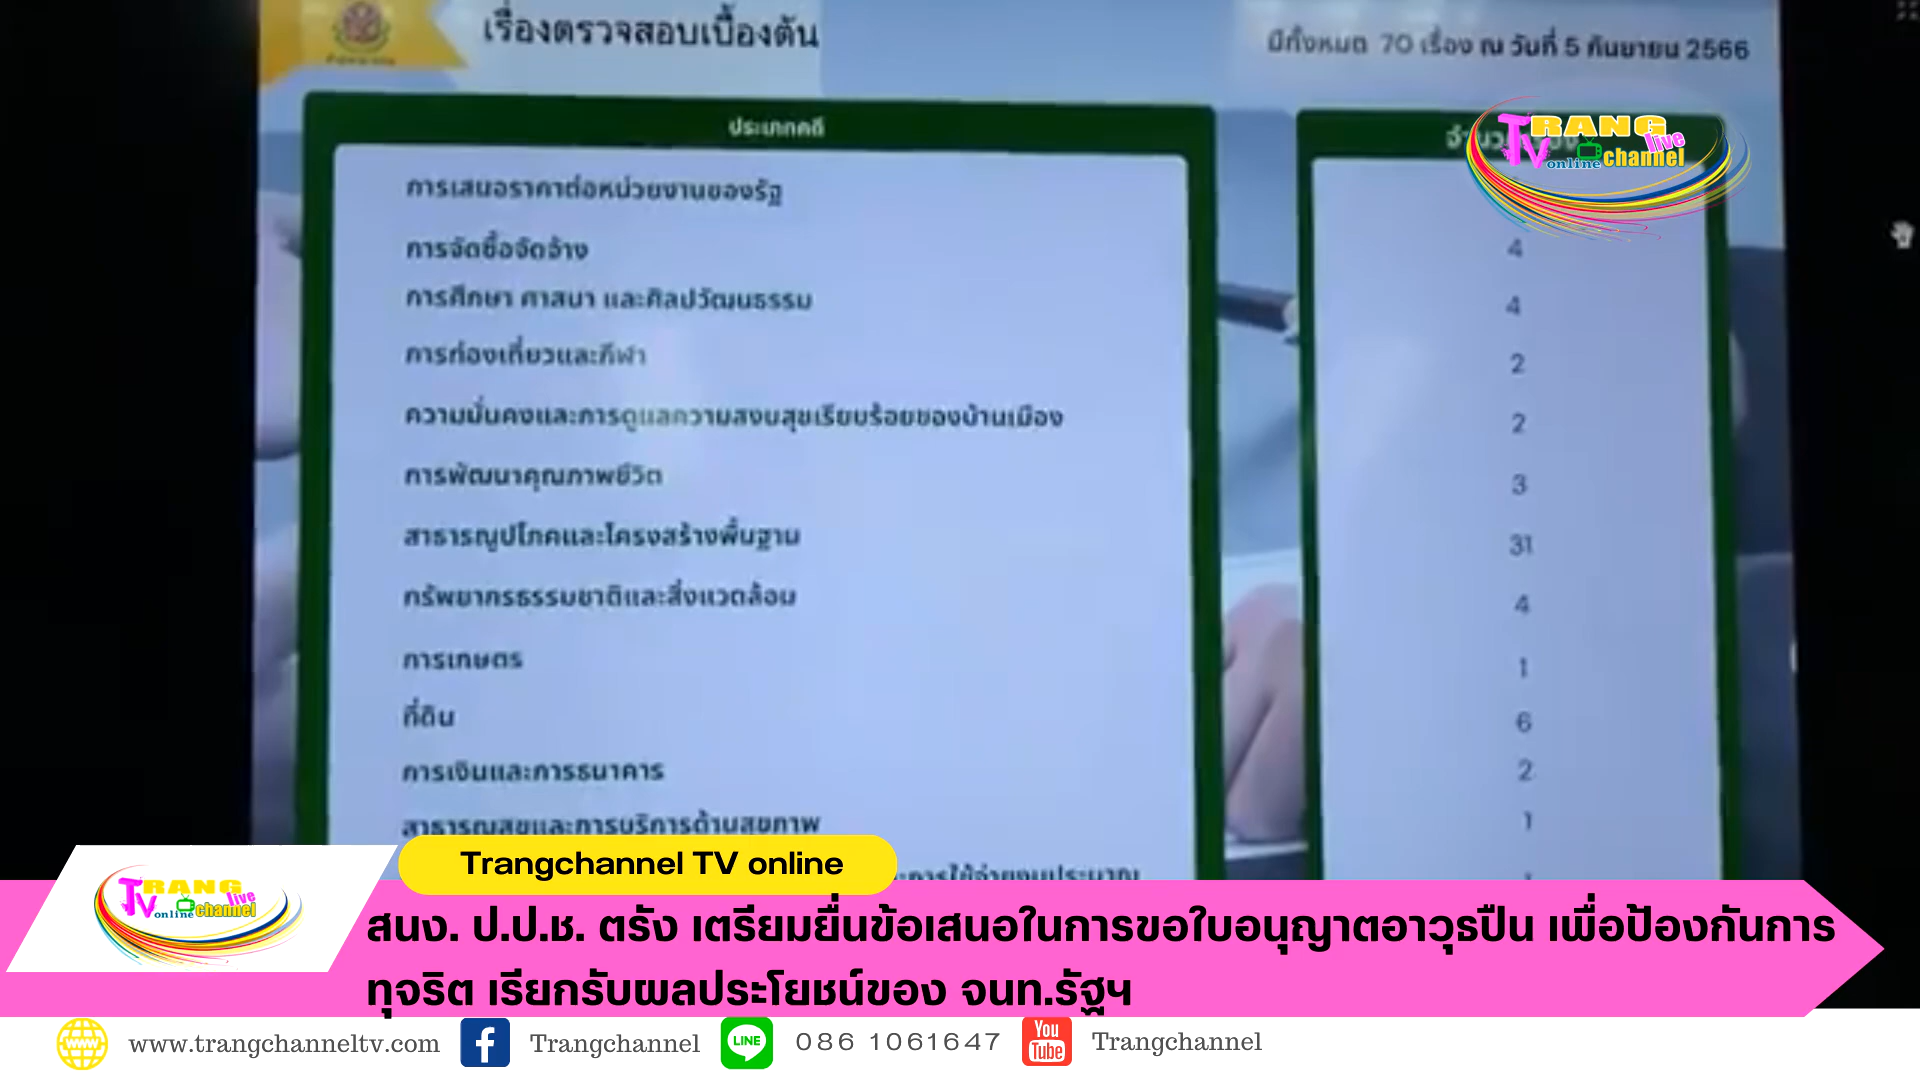 เรื่องตรวจสอบเบื้องต้น
มีทั้งหมด 70 เรื่อง ณ วันที่ 5 กันยายน 2566
ประเภทคดี
TRANG
TV online channel live
การเสนอราคาต่อหน่วยงานของรัฐ
การจัดซื้อจัดจ้าง 4
การศึกษา ศาสนา และศิลปวัฒนธรรม 4
การท่องเที่ยวและกีฬา 2
ความมั่นคงและการดูแลความสงบสุขเรียบร้อยของบ้านเมือง 2
การพัฒนาคุณภาพชีวิต 3
สาธารณูปโภคและโครงสร้างพื้นฐาน 31
ทรัพยากรธรรมชาติและสิ่งแวดล้อม 4
การเกษตร 1
ที่ดิน 6
การเงินและการธนาคาร 2
สาธารณสุขและการบริการด้านสุขภาพ 1
การใช้จ่ายงบประมาณ
Trangchannel TV online
TRANG
TV online channel live
สนง. ป.ป.ช. ตรัง เตรียมยื่นข้อเสนอในการขอใบอนุญาตอาวุธปืน เพื่อป้องกันการ
ทุจริต เรียกรับผลประโยชน์ของ จนท.รัฐฯ
www www.trangchanneltv.com Trangchannel LINE 086 1061647 You Tube Trangchannel